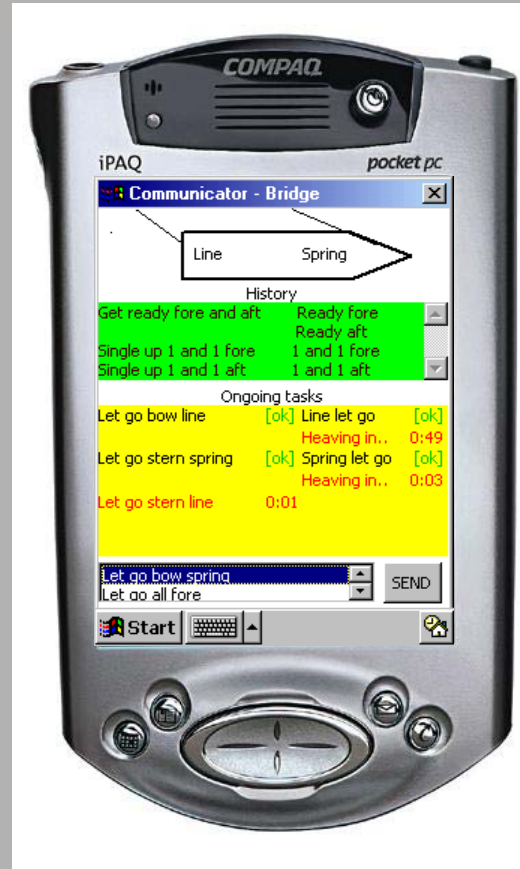 COMPAQ
iPAQ pocket pc
Communicator - Bridge
Line Spring
History
Get ready fore and aft Ready fore
Ready aft
Single up 1 and 1 fore 1 and 1 fore
Single up 1 and 1 aft 1 and 1 aft
Ongoing tasks
Let go bow line [ok] Line let go [ok]
Heaving in.. 0:49
Let go stern spring [ok] Spring let go [ok]
Heaving in.. 0:03
Let go stern line 0:01
Let go bow spring
Let go all fore
SEND
Start